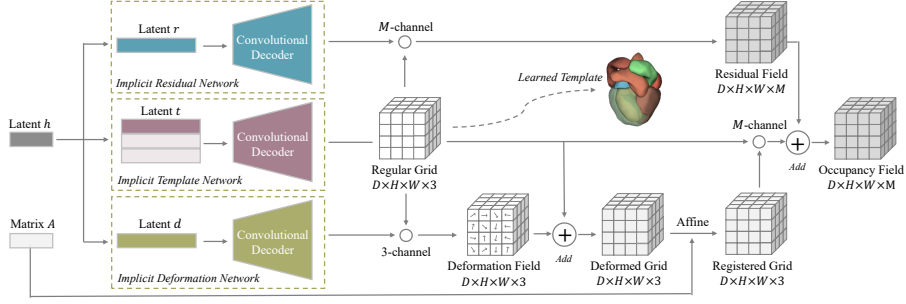 Latent r
Convolutional
Decoder
Implicit Residual Network
M-channel
Learned Template
Residual Field
D×H×W×M
Latent h
Latent t
Convolutional
Decoder
Implicit Template Network
Regular Grid
D×H×W×3
M-channel
Add
Occupancy Field
D×H×W×M
Matrix A
Latent d
Convolutional
Decoder
Implicit Deformation Network
3-channel
Deformation Field
D×H×W×3
Add
Deformed Grid
D×H×W×3
Affine
Registered Grid
D×H×W×3